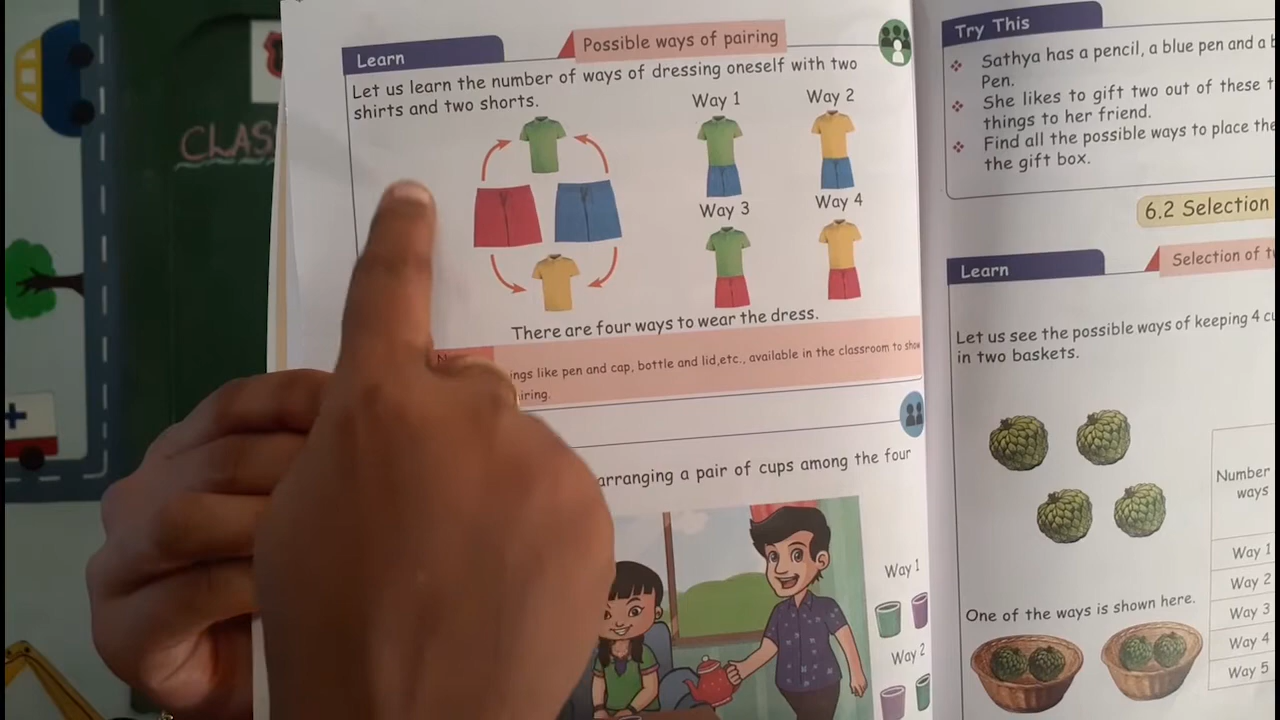 CLAS
Learn
Possible ways of pairing
Let us learn the number of ways of dressing oneself with two
shirts and two shorts.
Way 1
Way 2
Way 3
Way 4
There are four ways to wear the dress.
ings like pen and cap, bottle and lid,etc., available in the classroom to show
iring.
arranging a pair of cups among the four
Way 1
Way 2
Try This
Sathya has a pencil, a blue pen and a
Pen.
She likes to gift two out of these
things to her friend.
Find all the possible ways to place the
the gift box.
6.2 Selection
Learn
Selection of
Let us see the possible ways of keeping 4
in two baskets.
Number
ways
Way 1
Way 2
Way 3
Way 4
Way 5
One of the ways is shown here.